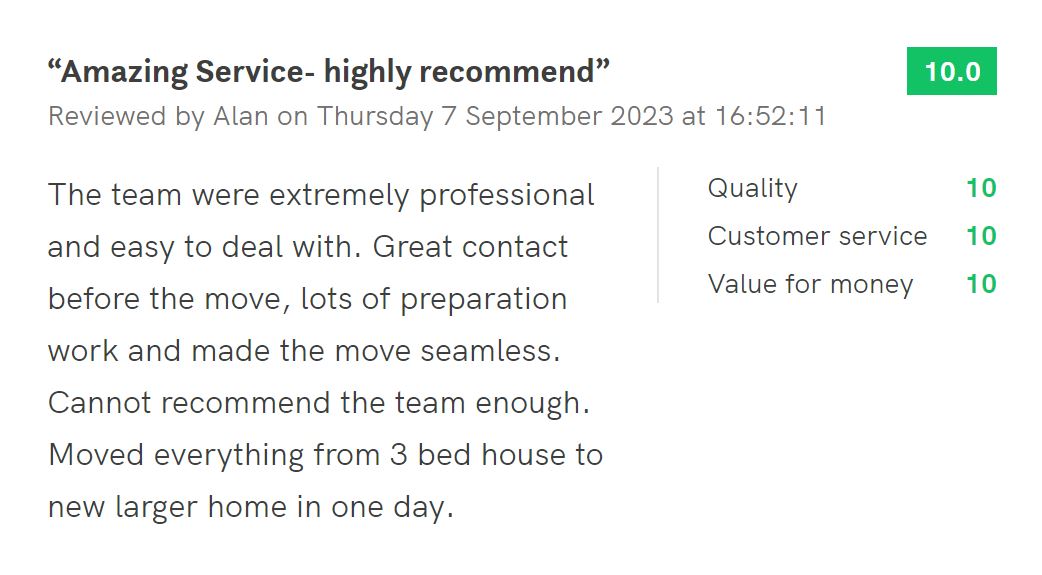 “Amazing Service- highly recommend”
10.0
Reviewed by Alan on Thursday 7 September 2023 at 16:52:11
The team were extremely professional
and easy to deal with. Great contact
before the move, lots of preparation
work and made the move seamless.
Cannot recommend the team enough.
Moved everything from 3 bed house to
new larger home in one day.
Quality 10
Customer service 10
Value for money 10